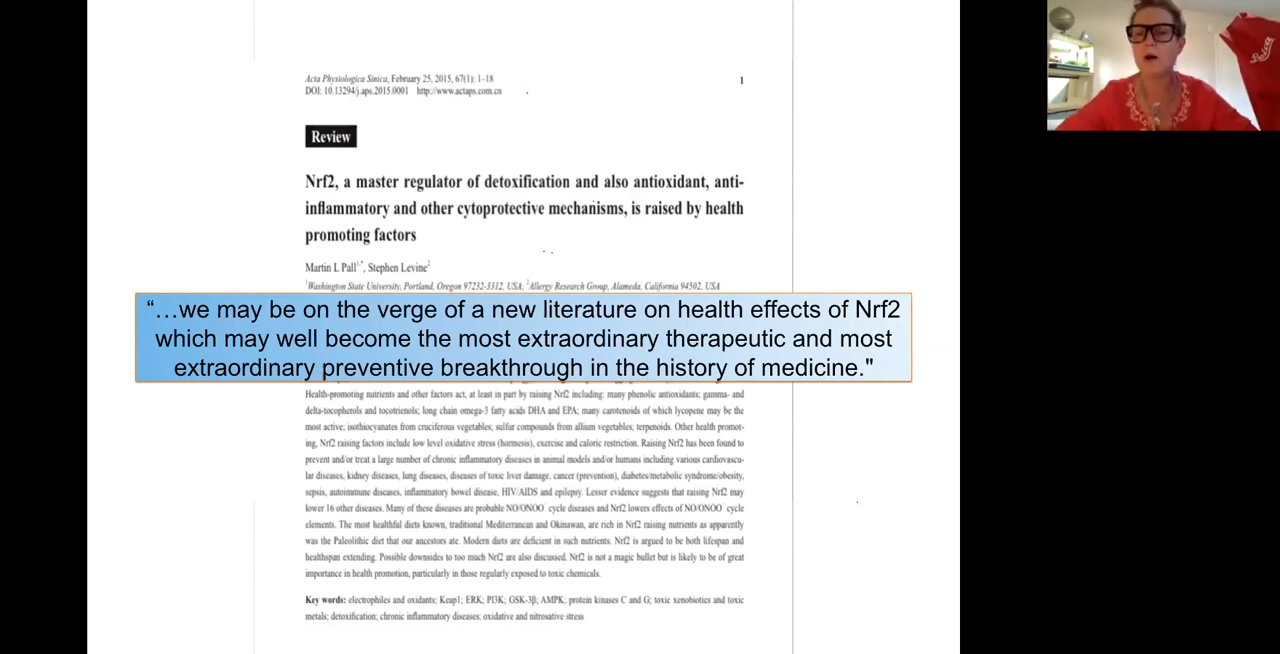 Acta Physiologica Sinica, February 25, 2015, 67(1): 1–18
DOI: 10.13294/j.aps.2015.0001 http://www.actaps.com.cn
1
Review
Nrf2, a master regulator of detoxification and also antioxidant, anti-
inflammatory and other cytoprotective mechanisms, is raised by health
promoting factors
Martin L Pall1,*, Stephen Levine2
1Washington State University, Portland, Oregon 97232-3312, USA; 2Allergy Research Group, Alameda, California 94502, USA
“…we may be on the verge of a new literature on health effects of Nrf2
which may well become the most extraordinary therapeutic and most
extraordinary preventive breakthrough in the history of medicine."
Health-promoting nutrients and other factors act, at least in part by raising Nrf2 including: many phenolic antioxidants; gamma- and
delta-tocopherols and tocotrienols; long chain omega-3 fatty acids DHA and EPA; many carotenoids of which lycopene may be the
most active; isothiocyanates from cruciferous vegetables; sulfur compounds from allium vegetables; terpenoids. Other health promot-
ing, Nrf2 raising factors include low level oxidative stress (hormesis), exercise and caloric restriction. Raising Nrf2 has been found to
prevent and/or treat a large number of chronic inflammatory diseases in animal models and/or humans including various cardiovascu-
lar diseases, kidney diseases, lung diseases, diseases of toxic liver damage, cancer (prevention), diabetes/metabolic syndrome/obesity,
sepsis, autoimmune diseases, inflammatory bowel disease, HIV/AIDS and epilepsy. Lesser evidence suggests that raising Nrf2 may
lower 16 other diseases. Many of these diseases are probable NO/ONOO⁻ cycle diseases and Nrf2 lowers effects of NO/ONOO⁻ cycle
elements. The most healthful diets known, traditional Mediterranean and Okinawan, are rich in Nrf2 raising nutrients as apparently
was the Paleolithic diet that our ancestors ate. Modern diets are deficient in such nutrients. Nrf2 is argued to be both lifespan and
healthspan extending. Possible downsides to too much Nrf2 are also discussed. Nrf2 is not a magic bullet but is likely to be of great
importance in health promotion, particularly in those regularly exposed to toxic chemicals.
Key words: electrophiles and oxidants; Keap1; ERK; PI3K; GSK-3β; AMPK; protein kinases C and G; toxic xenobiotics and toxic
metals; detoxification; chronic inflammatory diseases; oxidative and nitrosative stress